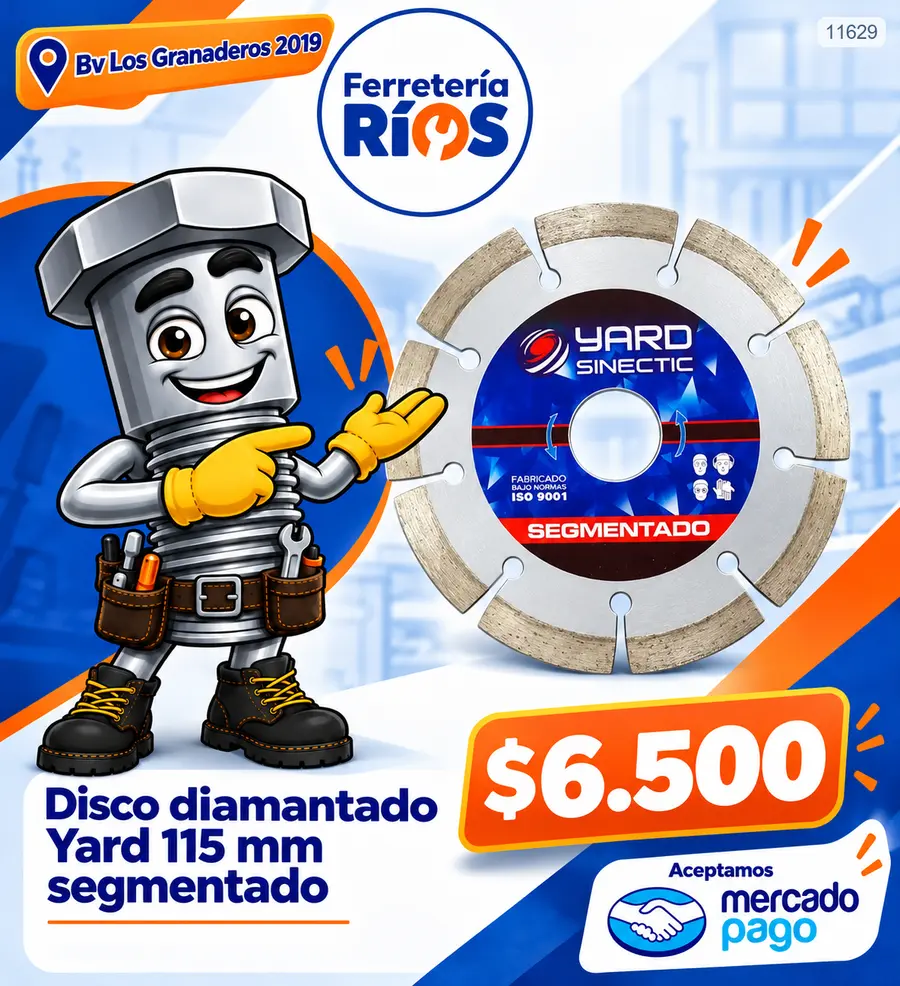 Bv Los Granaderos 2019
Ferretería
Ríos
11629
YARD
SINECTIC
FABRICADO
BAJO NORMAS
ISO 9001
SEGMENTADO
$6.500
Disco diamantado
Yard 115 mm
segmentado
Aceptamos
mercado
pago